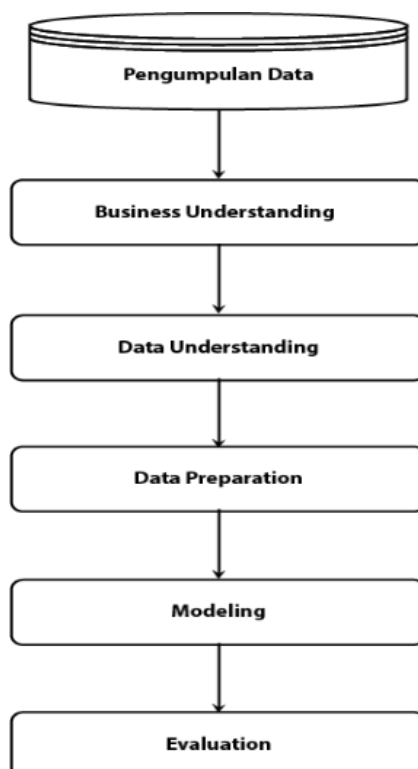 Pengumpulan Data
Business Understanding
Data Understanding
Data Preparation
Modeling
Evaluation